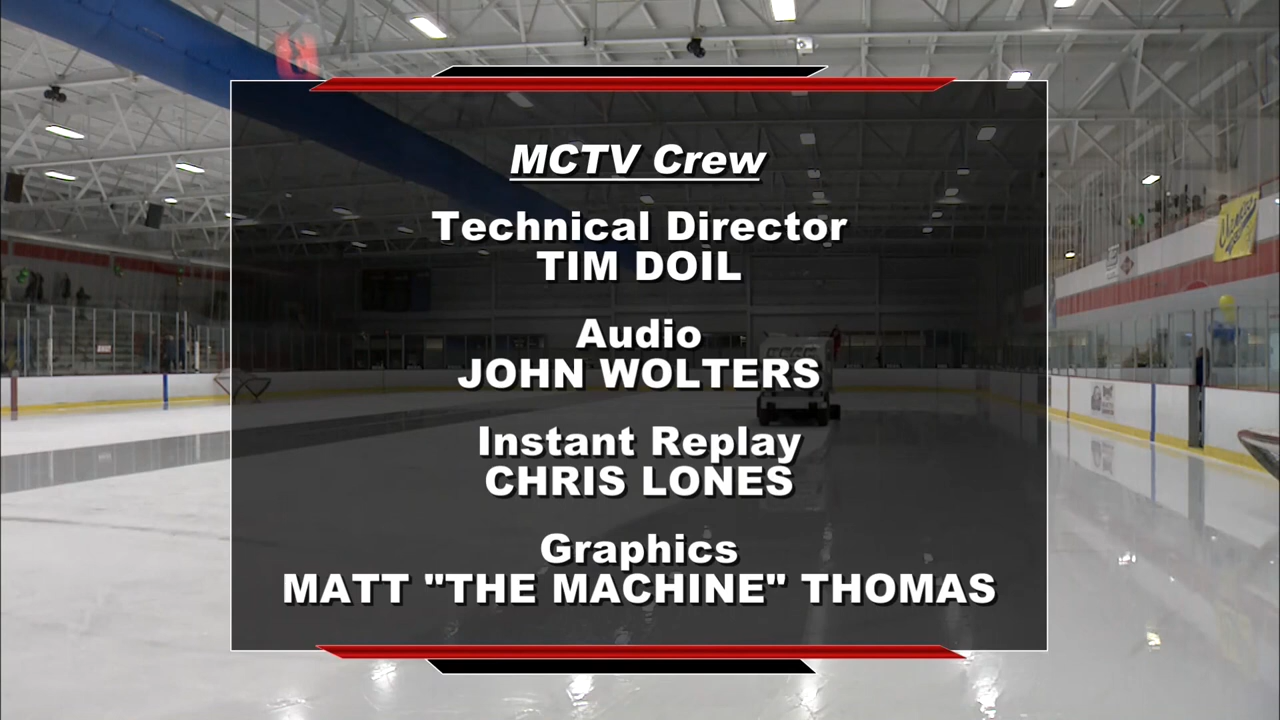 MCTV Crew
Technical Director
TIM DOIL
Audio
JOHN WOLTERS
Instant Replay
CHRIS LONES
Graphics
MATT "THE MACHINE" THOMAS